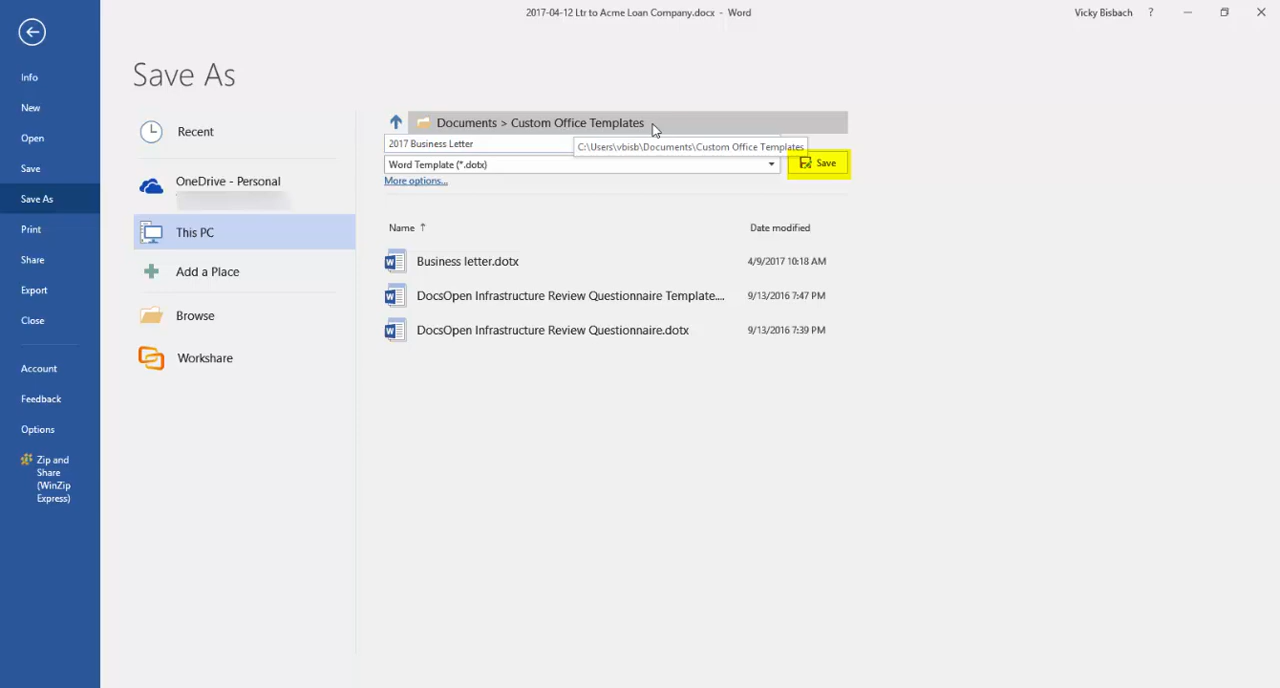 2017-04-12 Ltr to Acme Loan Company.docx - Word
Vicky Bisbach
?
Info
New
Open
Save
Save As
Print
Share
Export
Close
Account
Feedback
Options
Zip and
Share
(WinZip
Express)
Save As
Recent
OneDrive - Personal
This PC
Add a Place
Browse
Workshare
Documents > Custom Office Templates
2017 Business Letter
C:\Users\vbisb\Documents\Custom Office Templates
Word Template (*.dotx)
Save
More options...
Name
Date modified
Business letter.dotx
4/9/2017 10:18 AM
DocsOpen Infrastructure Review Questionnaire Template....
9/13/2016 7:47 PM
DocsOpen Infrastructure Review Questionnaire.dotx
9/13/2016 7:39 PM